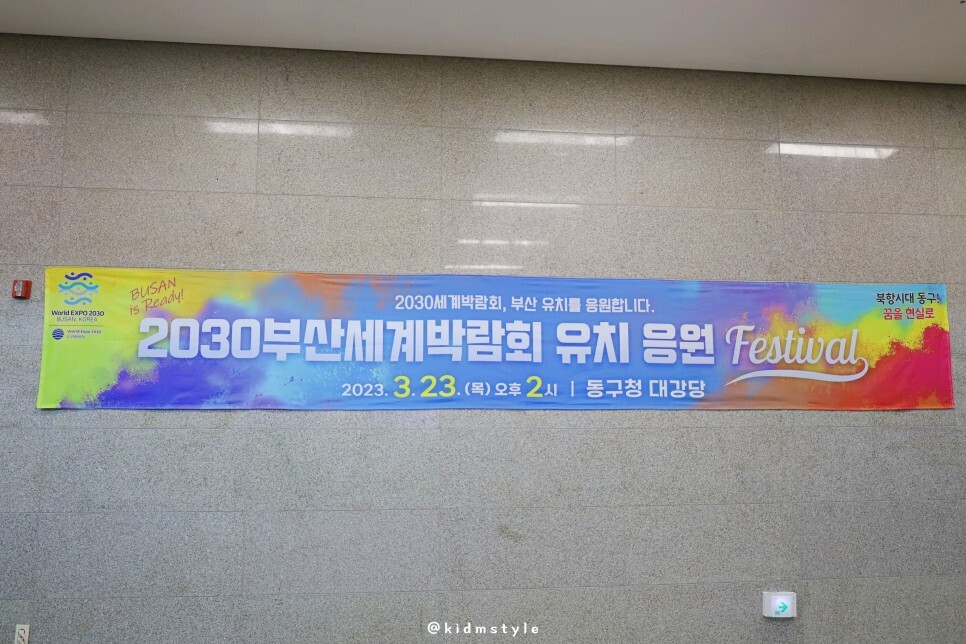 World EXPO 2030
BUSAN, KOREA
World Expo 2030
BUSAN
is Ready!
2030세계박람회, 부산 유치를 응원합니다.
2030부산세계박람회 유치 응원 Festival
2023. 3. 23. (목) 오후 2시 | 동구청 대강당
북항시대 동구!
꿈을 현실로
@kidmstyle